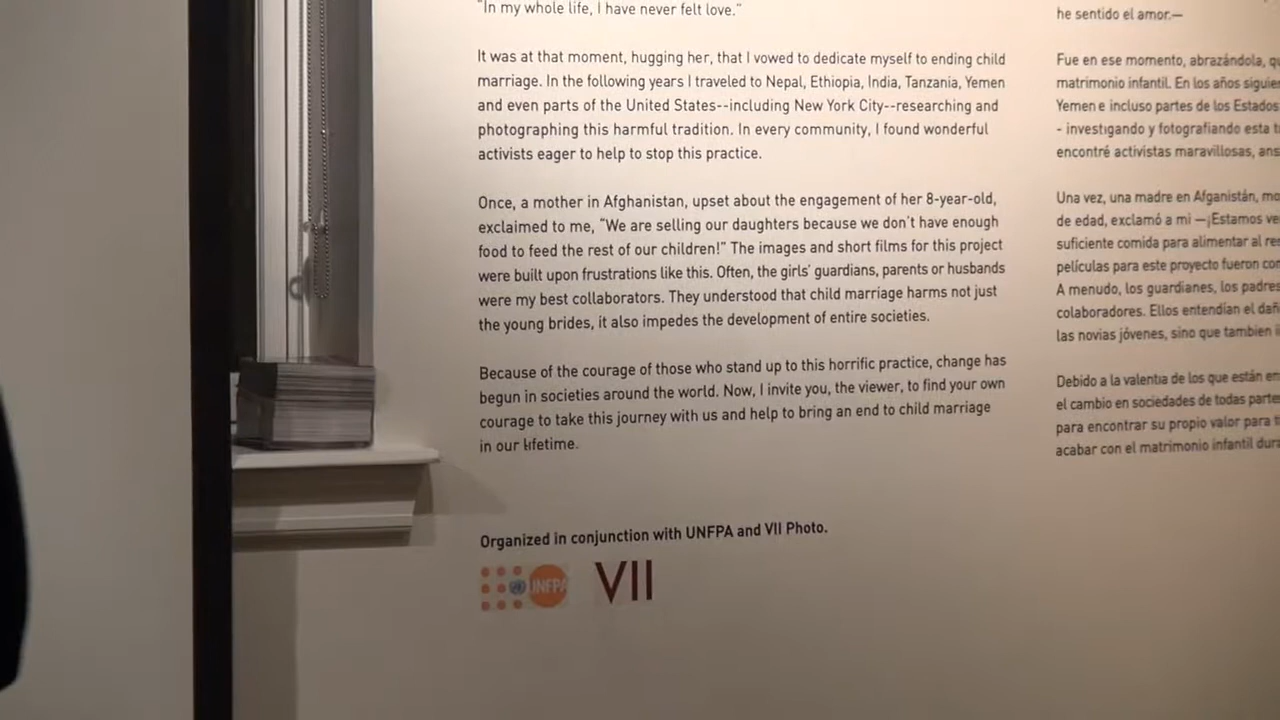 "In my whole life, I have never felt love."
It was at that moment, hugging her, that I vowed to dedicate myself to ending child
marriage. In the following years I traveled to Nepal, Ethiopia, India, Tanzania, Yemen
and even parts of the United States--including New York City--researching and
photographing this harmful tradition. In every community, I found wonderful
activists eager to help to stop this practice.
Once, a mother in Afghanistan, upset about the engagement of her 8-year-old,
exclaimed to me, "We are selling our daughters because we don't have enough
food to feed the rest of our children!" The images and short films for this project
were built upon frustrations like this. Often, the girls' guardians, parents or husbands
were my best collaborators. They understood that child marriage harms not just
the young brides, it also impedes the development of entire societies.
Because of the courage of those who stand up to this horrific practice, change has
begun in societies around the world. Now, I invite you, the viewer, to find your own
courage to take this journey with us and help to bring an end to child marriage
in our lifetime.
Organized in conjunction with UNFPA and VII Photo.
UNFPA
VII
he sentido el amor.—
Fue en ese momento, abrazándola,
matrimonio infantil. En los años
Yemen e incluso partes de los Estados
- investigando y fotografiando esta
encontré activistas maravillosas,
Una vez, una madre en Afganistán,
de edad, exclamó a mi —¡Estamos
suficiente comida para alimentar al
películas para este proyecto fueron
A menudo, los guardianes, los padres
colaboradores. Ellos entendían el
las novias jóvenes, sino que tambien
Debido a la valentia de los que están
el cambio en sociedades de todas
para encontrar su propio valor para
acabar con el matrimonio infantil